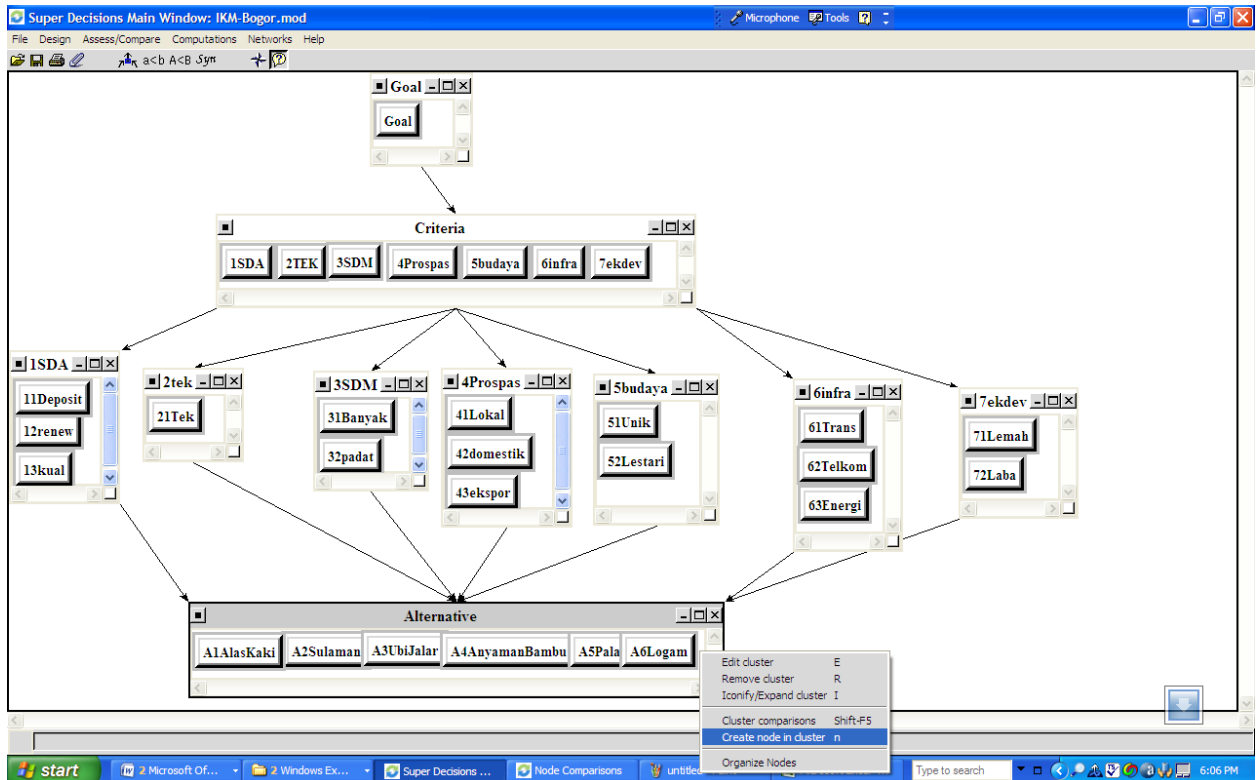 Super Decisions Main Window: IKM-Bogor.mod
Microphone Tools
File Design Assess/Compare Computations Networks Help
a<b A<B Syn
Goal
Goal
Criteria
1SDA 2TEK 3SDM 4Prospas 5budaya 6infra 7ekdev
1SDA
11Deposit
12renew
13kual
2tek
21Tek
3SDM
31Banyak
32padat
4Prospas
41Lokal
42domestik
43ekspor
5budaya
51Unik
52Lestari
6infra
61Trans
62Telkom
63Energi
7ekdev
71Lemah
72Laba
Alternative
A1AlasKaki A2Sulaman A3UbiJalar A4AnyamanBambu A5Pala A6Logam
Edit cluster E
Remove cluster R
Iconify/Expand cluster I
Cluster comparisons Shift-F5
Create node in cluster n
Organize Nodes
start 2 Microsoft Of... 2 Windows Ex... Super Decisions ... Node Comparisons Type to search 6:06 PM